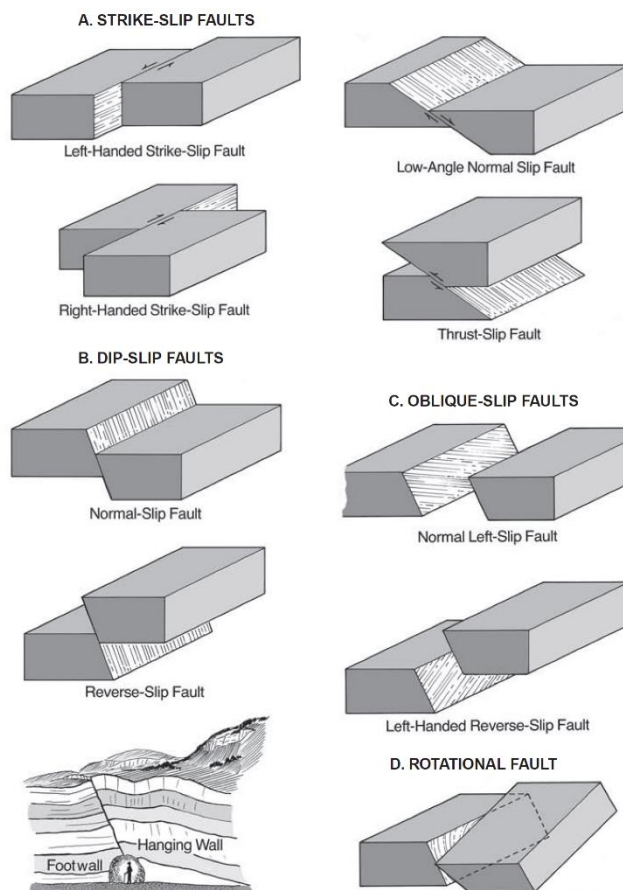 A. STRIKE-SLIP FAULTS
Left-Handed Strike-Slip Fault
Right-Handed Strike-Slip Fault
Low-Angle Normal Slip Fault
Thrust-Slip Fault
B. DIP-SLIP FAULTS
Normal-Slip Fault
Reverse-Slip Fault
Hanging Wall
Footwall
C. OBLIQUE-SLIP FAULTS
Normal Left-Slip Fault
Left-Handed Reverse-Slip Fault
D. ROTATIONAL FAULT